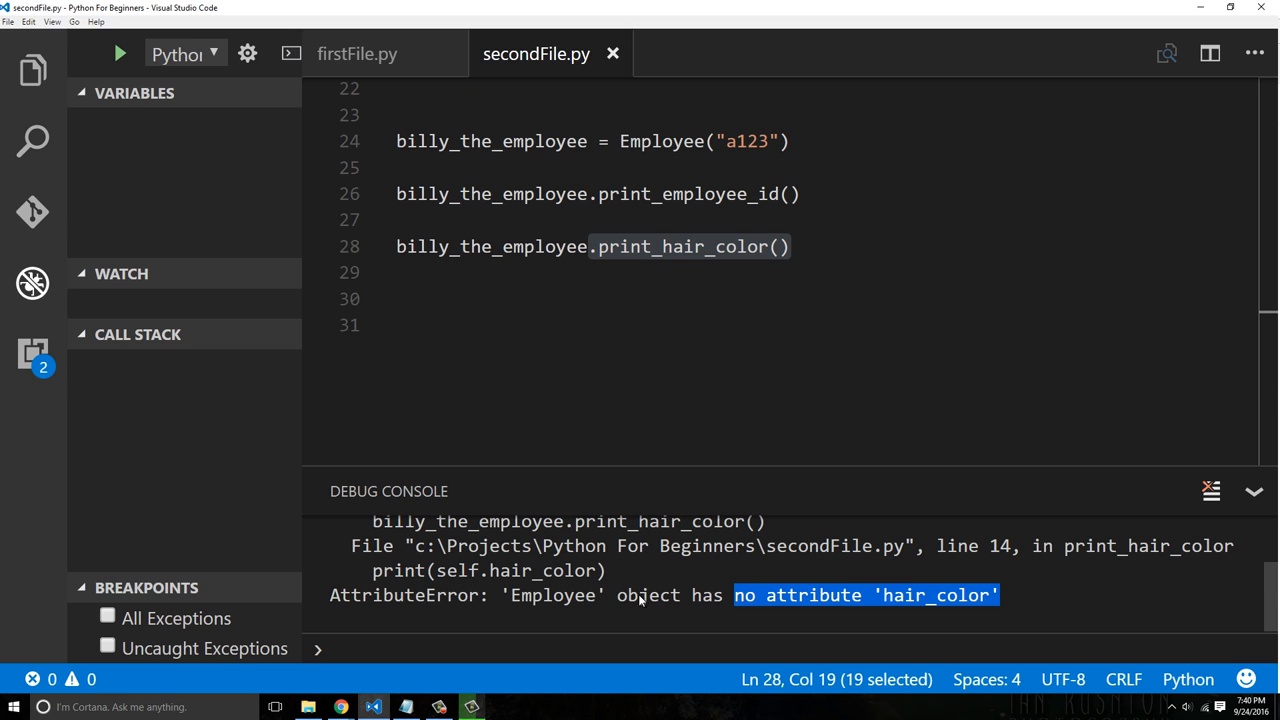 secondFile.py - Python For Beginners - Visual Studio Code
File Edit View Go Help
Pythor
firstFile.py
secondFile.py
VARIABLES
WATCH
CALL STACK
2
BREAKPOINTS
All Exceptions
Uncaught Exceptions
22
23
24 billy_the_employee = Employee("a123")
25
26 billy_the_employee.print_employee_id()
27
28 billy_the_employee.print_hair_color()
29
30
31
DEBUG CONSOLE
billy_the_employee.print_hair_color()
File "c:\Projects\Python For Beginners\secondFile.py", line 14, in print_hair_color
print(self.hair_color)
AttributeError: 'Employee' object has no attribute 'hair_color'
0 0 Ln 28, Col 19 (19 selected) Spaces: 4 UTF-8 CRLF Python
I'm Cortana. Ask me anything.
7:40 PM
9/24/2016